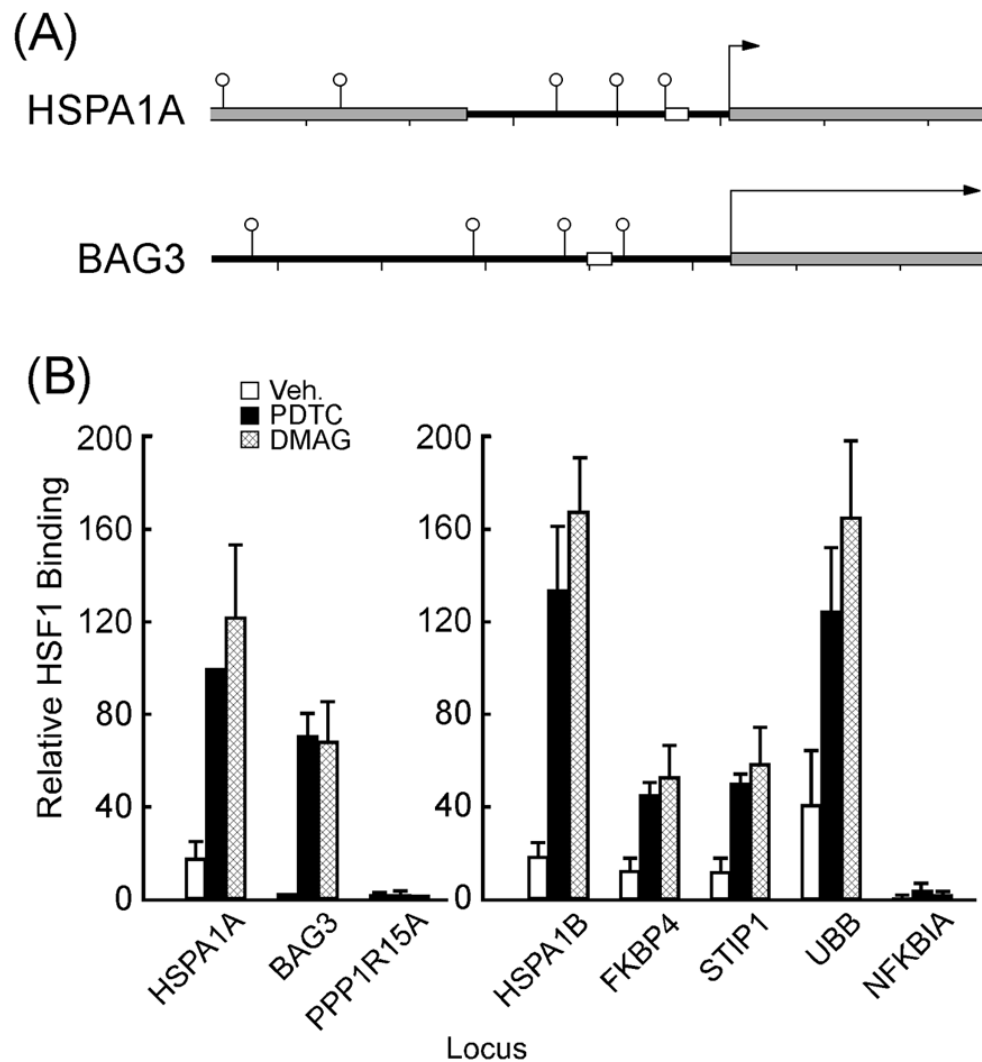 (A)
HSPA1A
BAG3
(B)
Veh.
PDTC
DMAG
Relative HSF1 Binding
200
160
120
80
40
0
200
160
120
80
40
0
HSPA1A
BAG3
PPP1R15A
HSPA1B
FKBP4
STIP1
UBB
NFKBIA
Locus